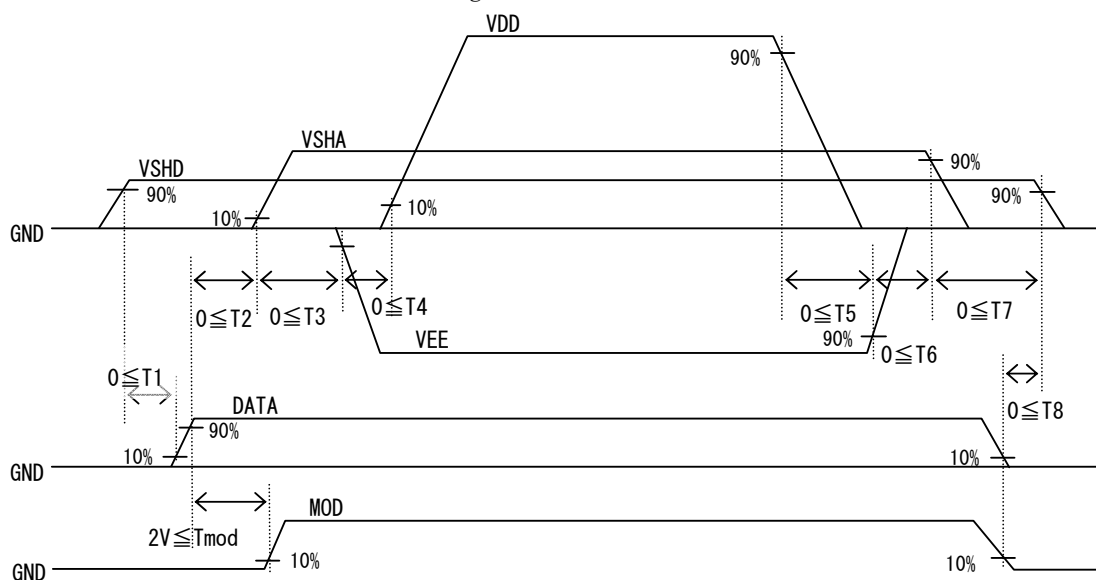 VDD
90%
VSHA
VSHD
90%
90%
90%
10%
10%
GND
0≦T2
0≦T3
0≦T4
0≦T5
0≦T7
VEE
90%
0≦T6
0≦T1
DATA
0≦T8
90%
10%
10%
GND
MOD
2V≦Tmod
10%
10%
GND